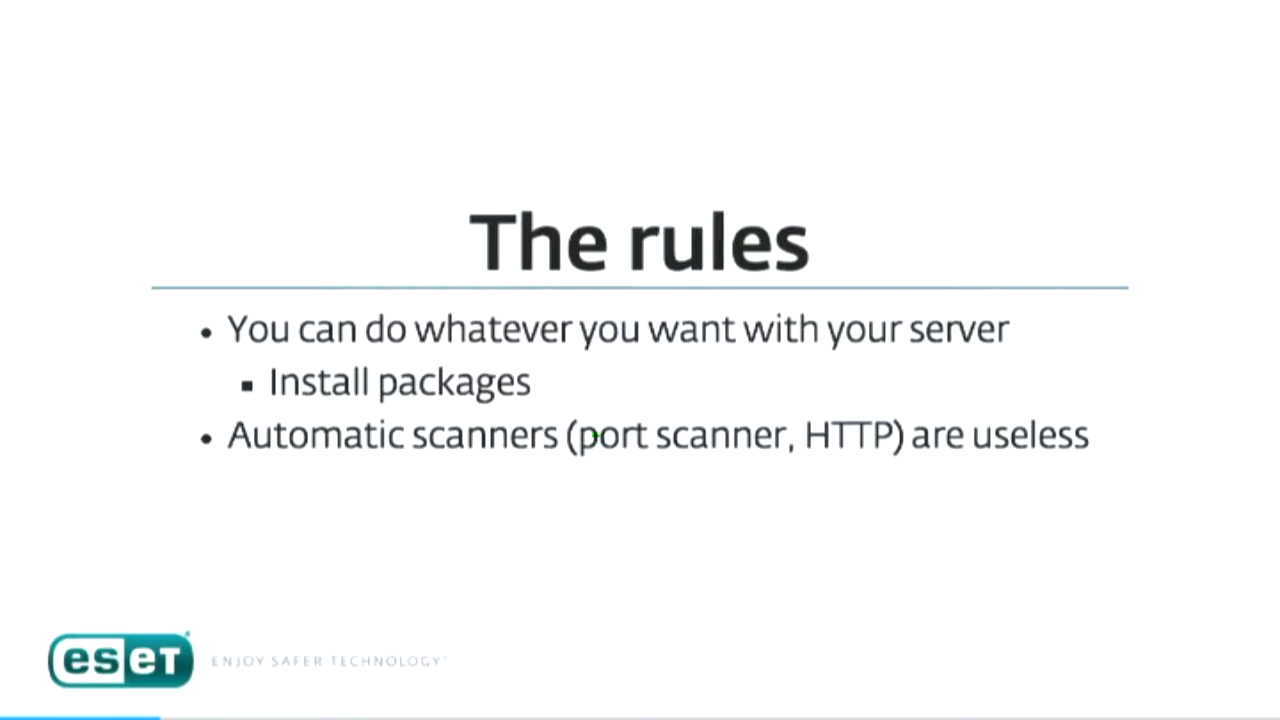 The rules
• You can do whatever you want with your server
▪ Install packages
• Automatic scanners (port scanner, HTTP) are useless
eseT
ENJOY SAFER TECHNOLOGY™